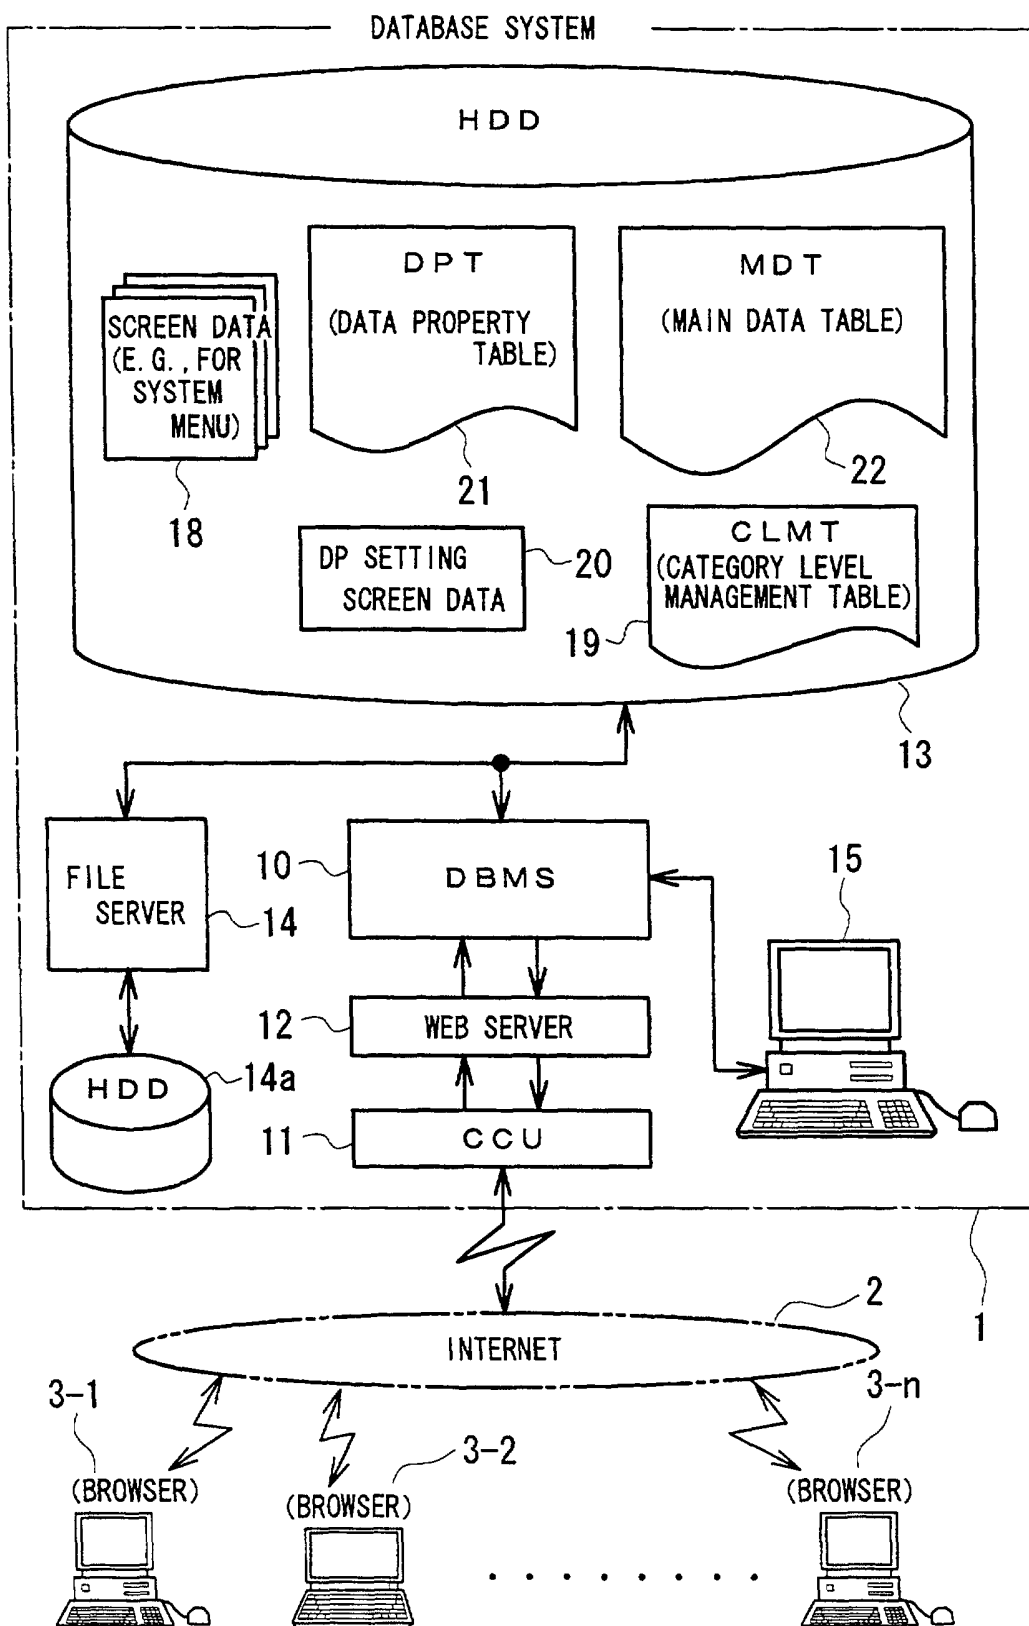 DATABASE SYSTEM
HDD
DPT
(DATA PROPERTY
TABLE)
MDT
(MAIN DATA TABLE)
SCREEN DATA
(E.G.,FOR
SYSTEM
MENU)
18
21
22
DP SETTING
SCREEN DATA
20
CLMT
(CATEGORY LEVEL
MANAGEMENT TABLE)
19
13
FILE
SERVER
14
10
DBMS
15
12
WEB SERVER
HDD
14a
11
CCU
1
2
INTERNET
3-1
3-2
3-n
(BROWSER)
(BROWSER)
(BROWSER)